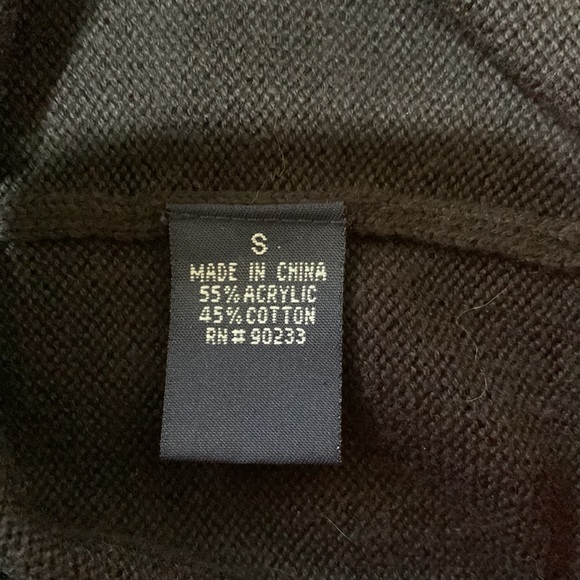 S
MADE IN CHINA
55% ACRYLIC
45% COTTON
RN# 90233